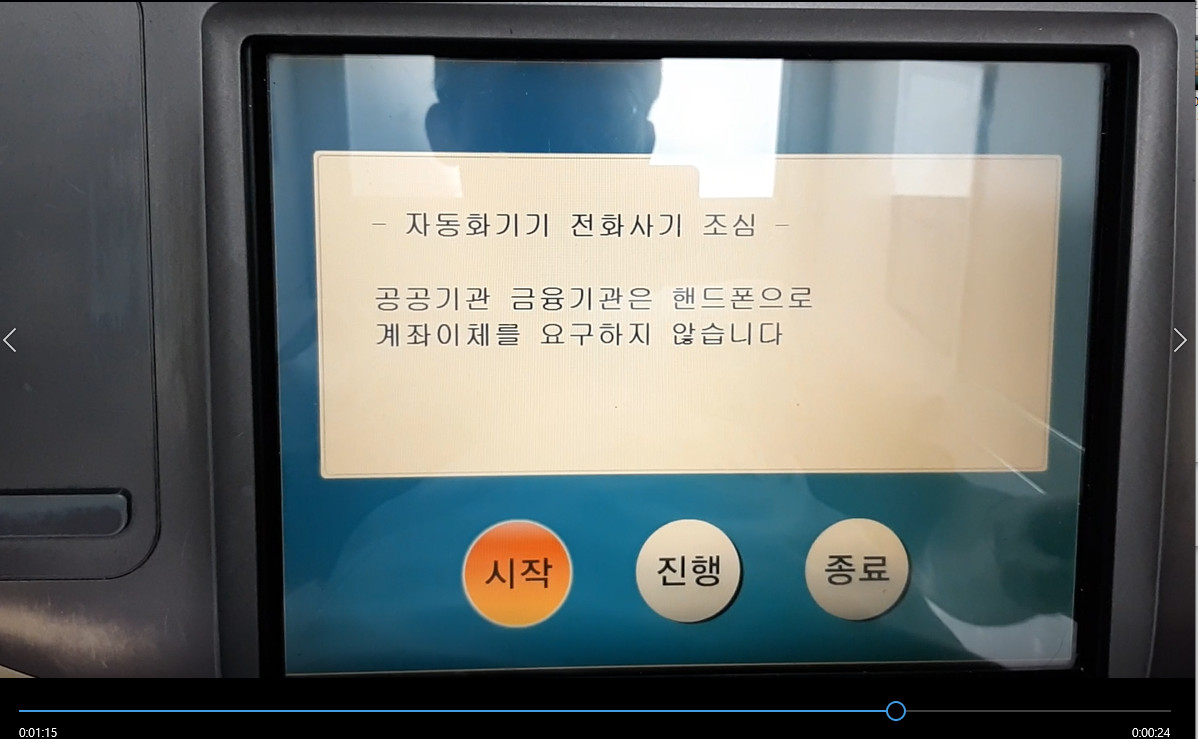 - 자동화기기 전화사기 조심 -
공공기관 금융기관은 핸드폰으로
계좌이체를 요구하지 않습니다
시작 진행 종료
0:01:15 0:00:24